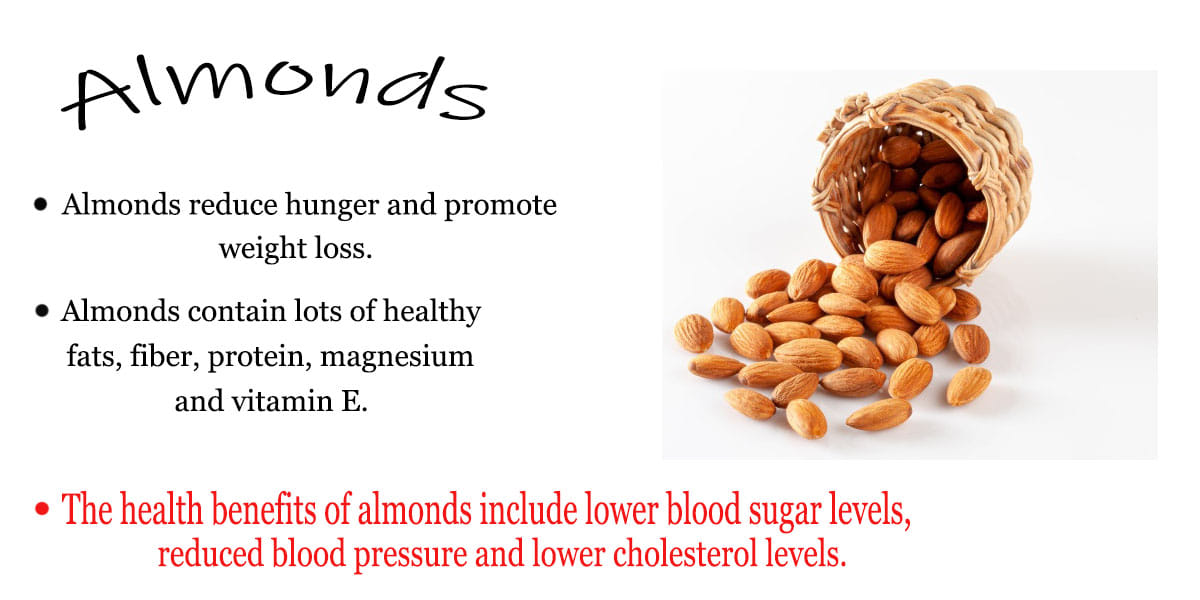 Almonds
• Almonds reduce hunger and promote
weight loss.
• Almonds contain lots of healthy
fats, fiber, protein, magnesium
and vitamin E.
• The health benefits of almonds include lower blood sugar levels,
reduced blood pressure and lower cholesterol levels.